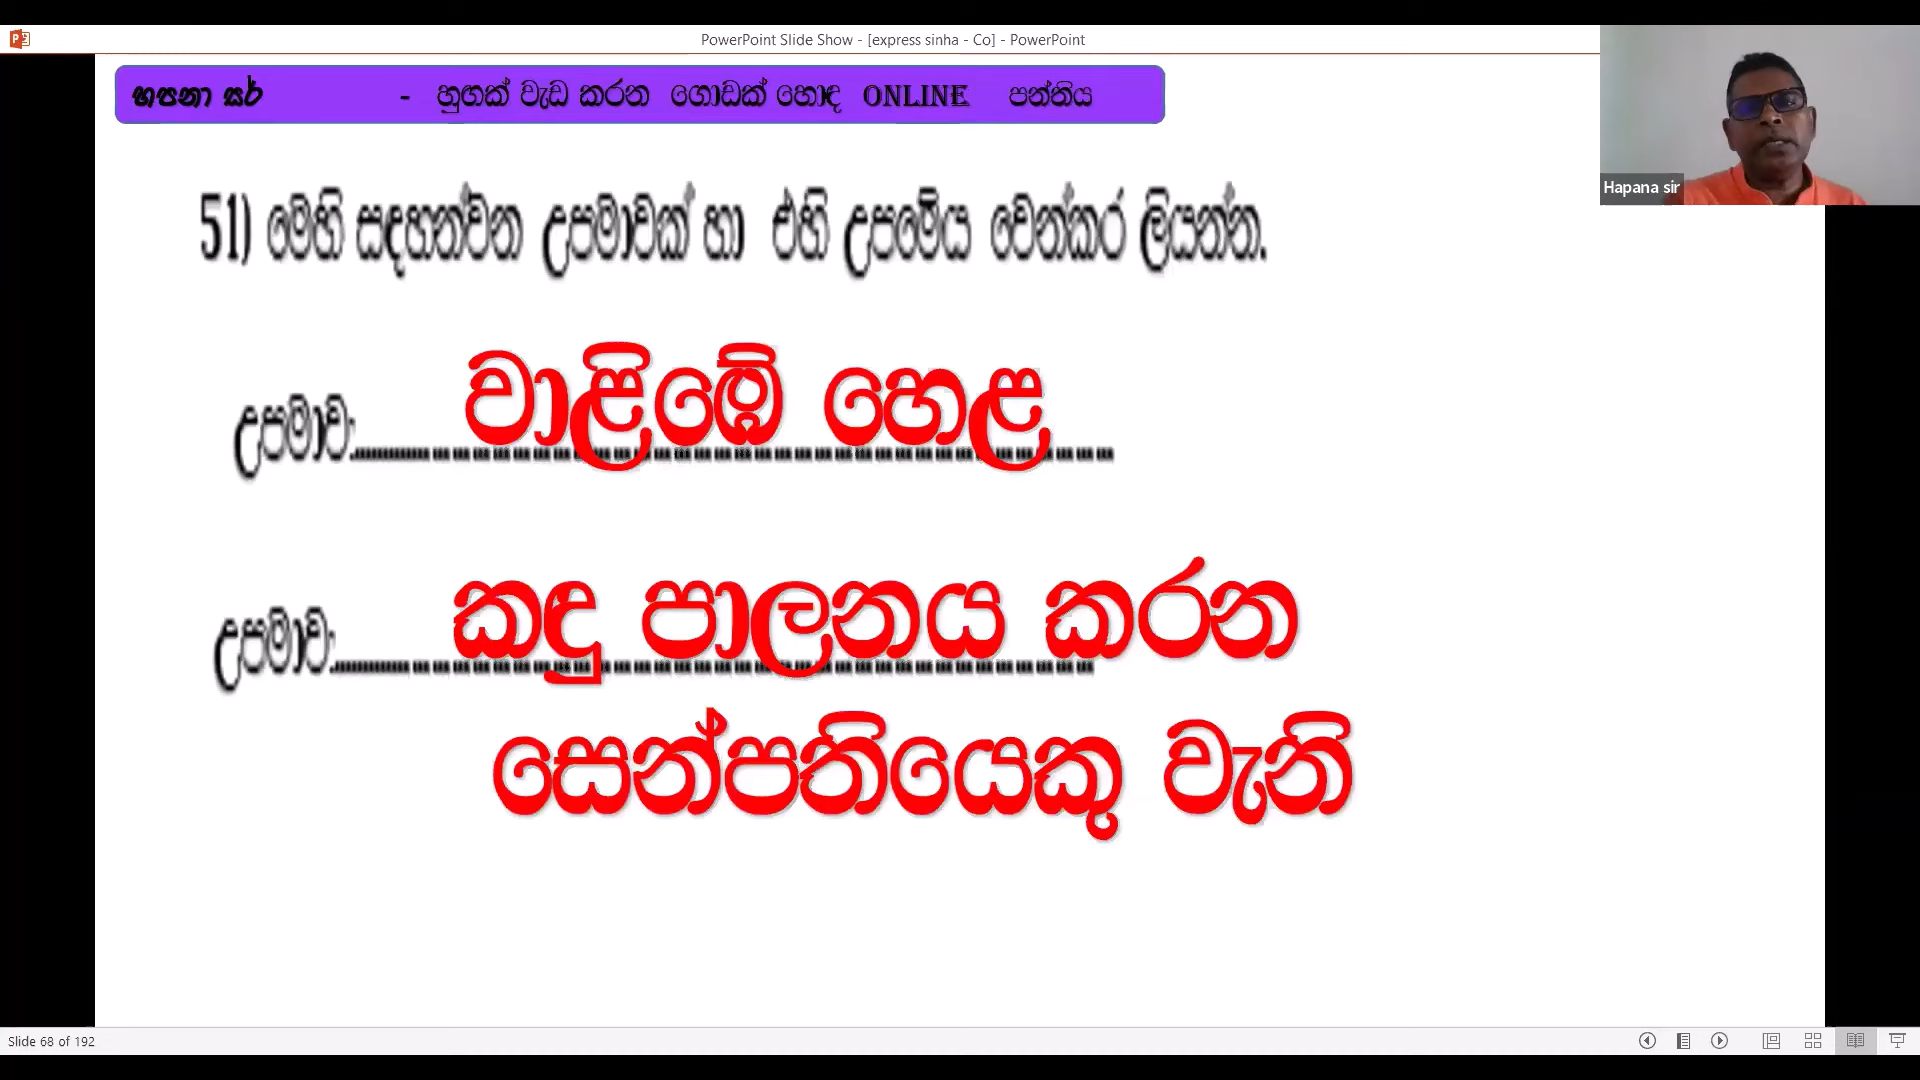 PowerPoint Slide Show - [express sinha - Co] - PowerPoint
හපනා සර් - හුඟක් වැඩ කරන ගොඩක් හොඳ ONLINE පන්තිය
Hapana sir
51) මෙහි සඳහන්වන උපමාවක් හා එහි උපමේය වෙන්කර ලියන්න.
උපමාව:................ වාළිඹේ හෙළ
උපමාව:................ කඳු පාලනය කරන
සෙන්පතියෙකු වැනි
Slide 68 of 192